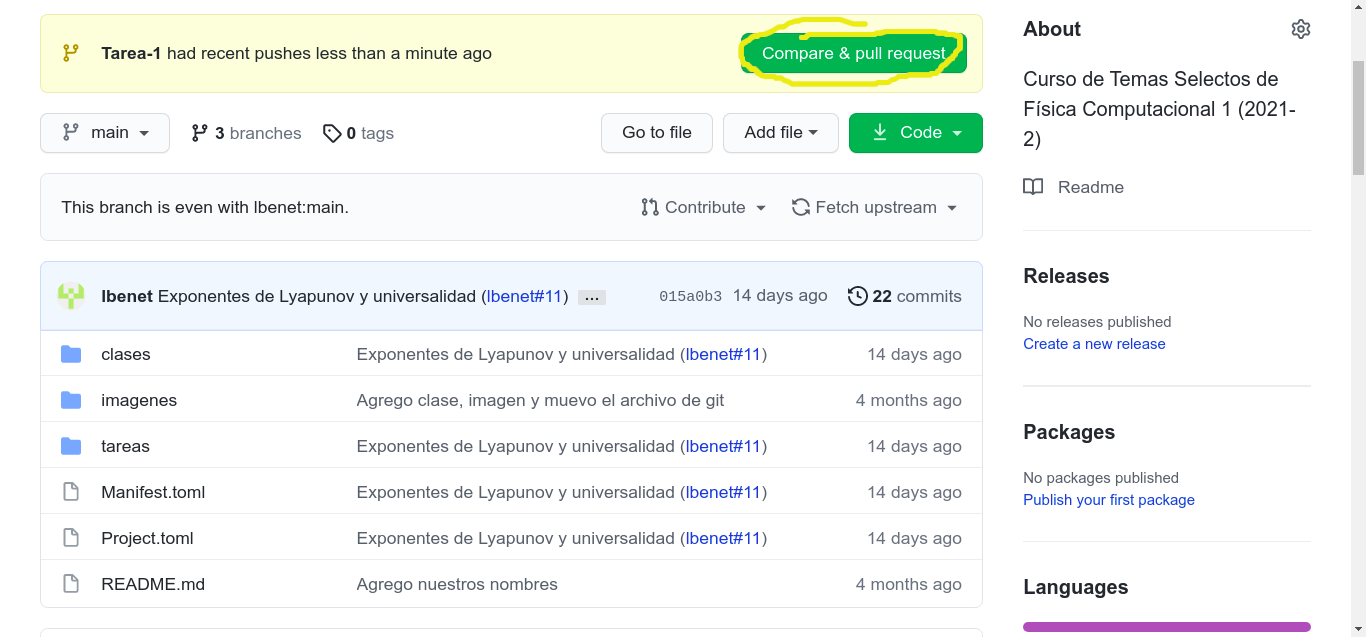 Tarea-1 had recent pushes less than a minute ago
Compare & pull request
main
3 branches
0 tags
Go to file
Add file
Code
This branch is even with lbenet:main.
Contribute
Fetch upstream
lbenet Exponentes de Lyapunov y universalidad (lbenet#11) ...
015a0b3 14 days ago
22 commits
clases Exponentes de Lyapunov y universalidad (lbenet#11) 14 days ago
imagenes Agrego clase, imagen y muevo el archivo de git 4 months ago
tareas Exponentes de Lyapunov y universalidad (lbenet#11) 14 days ago
Manifest.toml Exponentes de Lyapunov y universalidad (lbenet#11) 14 days ago
Project.toml Exponentes de Lyapunov y universalidad (lbenet#11) 14 days ago
README.md Agrego nuestros nombres 4 months ago
About
Curso de Temas Selectos de
Física Computacional 1 (2021-
2)
Readme
Releases
No releases published
Create a new release
Packages
No packages published
Publish your first package
Languages